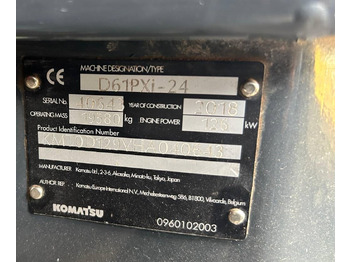 CE MACHINE DESIGNATION/TYPE
D61PXi-24
SERIAL No. YEAR OF CONSTRUCTION 2018
OPERATING MASS kg ENGINE POWER kW
Product Identification Number
MANUFACTURER Komatsu ltd., 2-3-6, Akasaka, Minato-ku, Tokyo, Japan
AUTHOR REP. Komatsu Europe International N.V., Mechelsesteenweg 586, B1800, Vilvoorde, Belgium
KOMATSU
0960102003